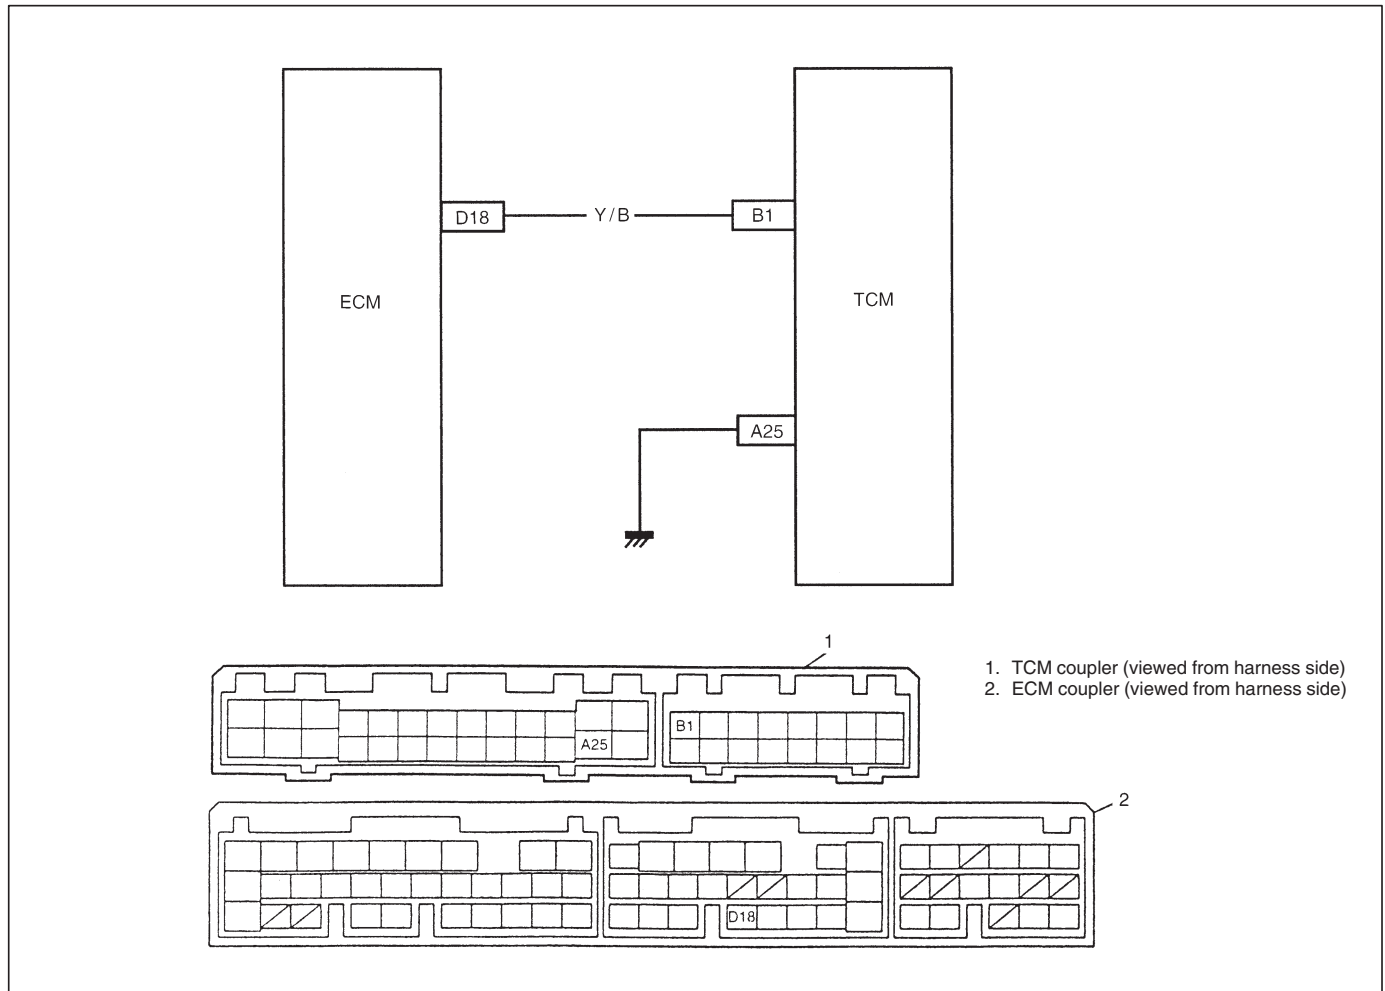 D18
Y/B
B1
ECM
TCM
A25
1
1. TCM coupler (viewed from harness side)
2. ECM coupler (viewed from harness side)
B1
A25
2
D18